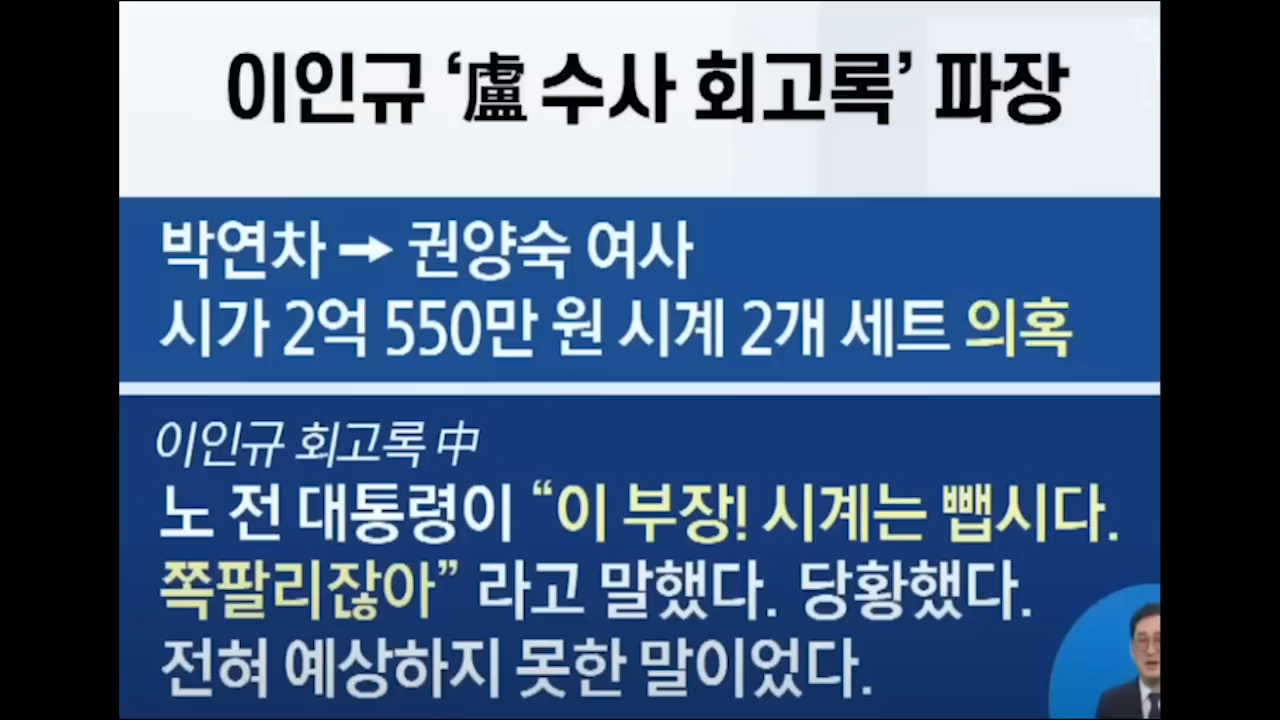 이인규 ‘盧 수사 회고록’ 파장
박연차 ➡ 권양숙 여사
시가 2억 550만 원 시계 2개 세트 의혹
이인규 회고록 中
노 전 대통령이 “이 부장! 시계는 뺍시다.
쪽팔리잖아” 라고 말했다. 당황했다.
전혀 예상하지 못한 말이었다.